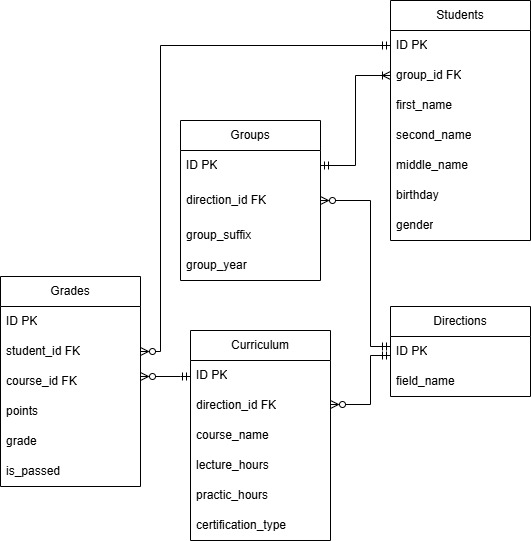 Students
ID PK
group_id FK
first_name
second_name
middle_name
birthday
gender
Groups
ID PK
direction_id FK
group_suffix
group_year
Grades
ID PK
student_id FK
course_id FK
points
grade
is_passed
Curriculum
ID PK
direction_id FK
course_name
lecture_hours
practic_hours
certification_type
Directions
ID PK
field_name